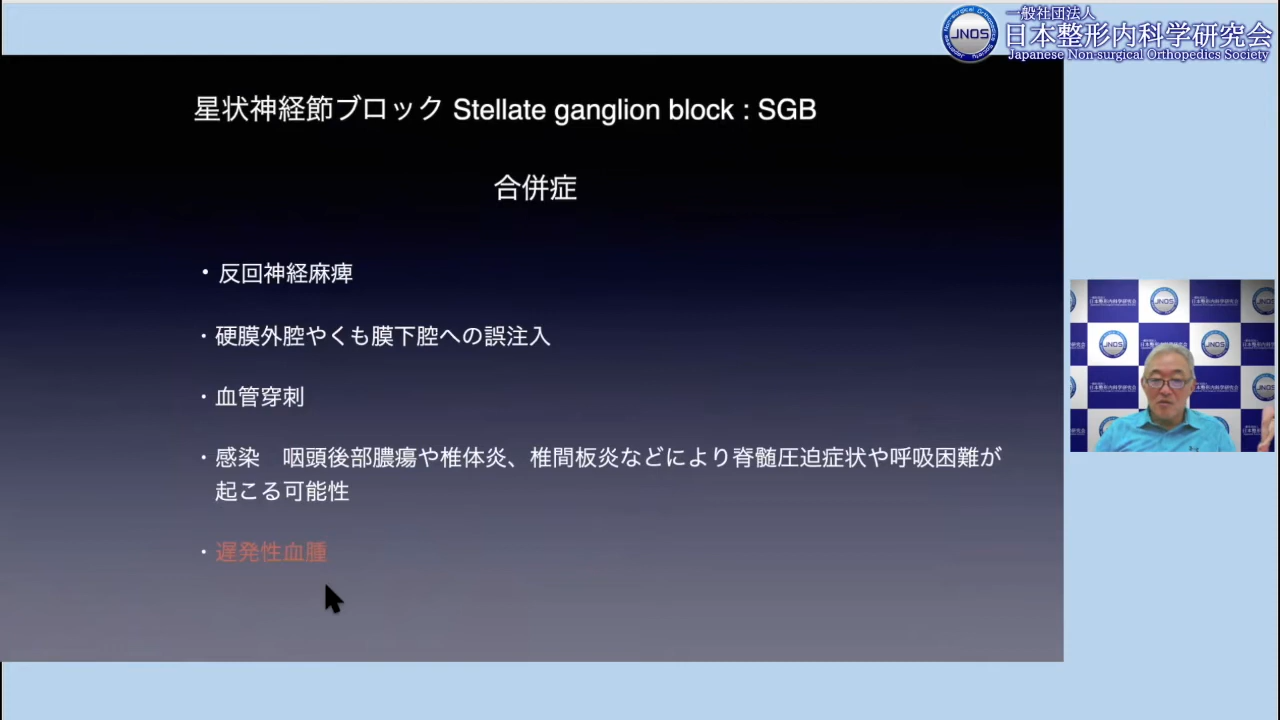 一般社団法人
日本整形内科学研究会
Japanese Non-surgical Orthopedics Society
JNOS
星状神経節ブロック Stellate ganglion block : SGB
合併症
・反回神経麻痺
・硬膜外腔やくも膜下腔への誤注入
・血管穿刺
・感染　咽頭後部膿瘍や椎体炎、椎間板炎などにより脊髄圧迫症状や呼吸困難が
起こる可能性
・遅発性血腫